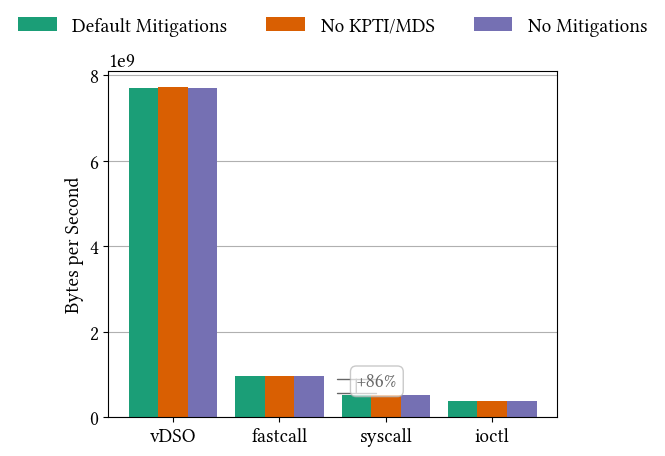 Default Mitigations No KPTI/MDS No Mitigations
1e9
8
6
4
2
0
Bytes per Second
+86%
vDSO fastcall syscall ioctl